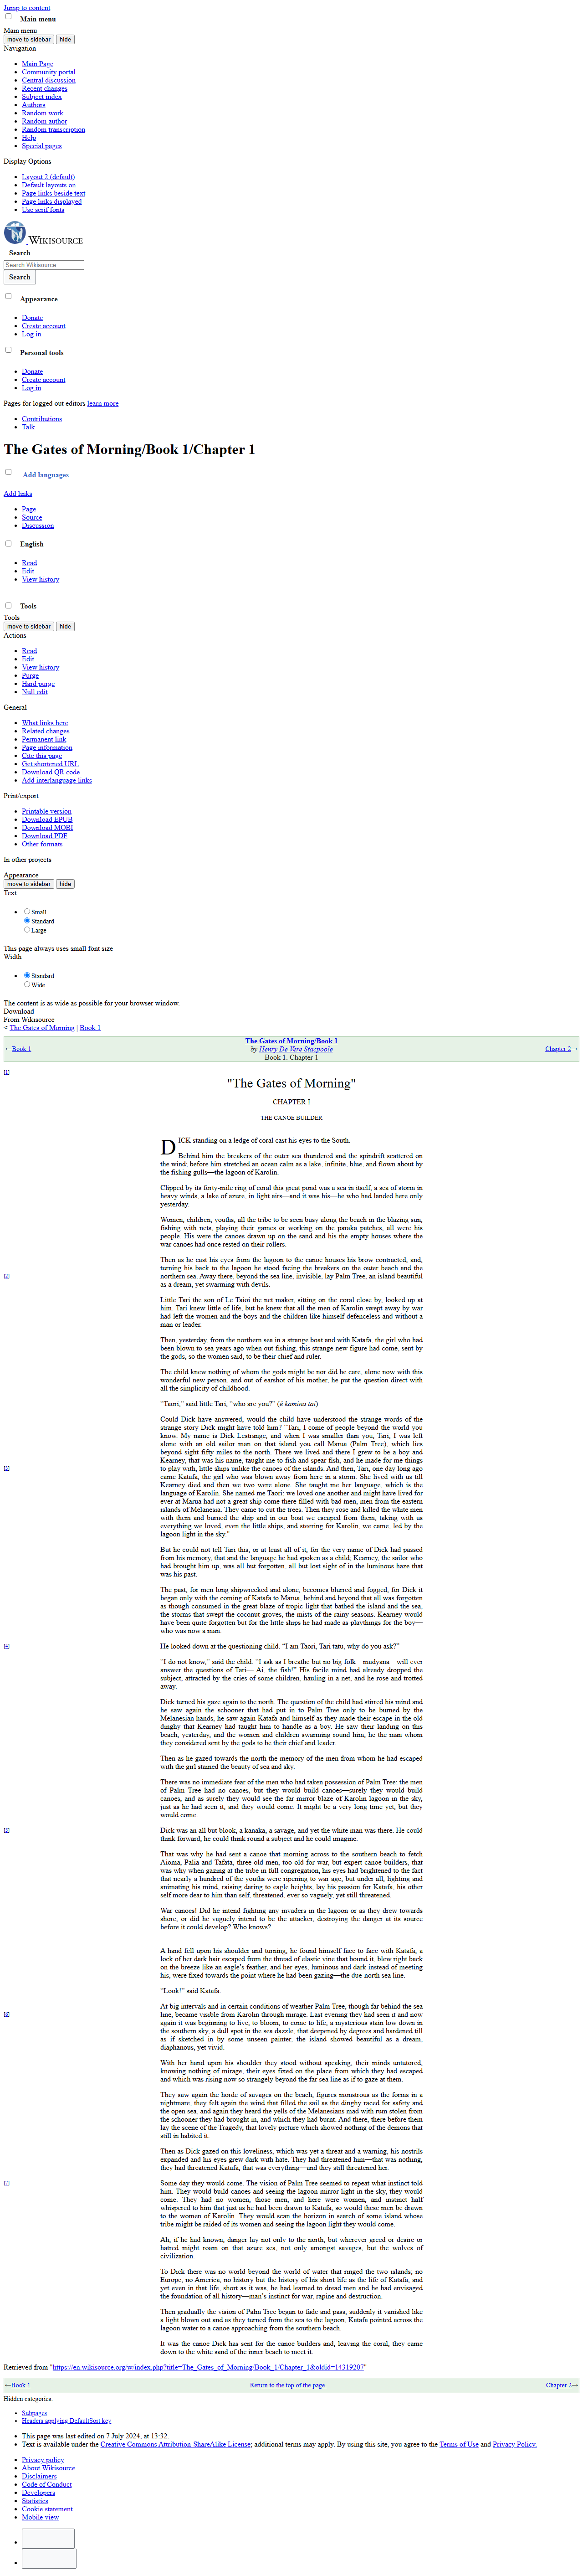 Jump to content
Main menu
Main menu
move to sidebar hide
Navigation
Main Page
Community portal
Central discussion
Recent changes
Subject index
Authors
Random work
Random author
Random transcription
Help
Special pages
Display Options
Layout 2 (default)
Default layouts on
Page links beside text
Page links displayed
Use serif fonts
WIKISOURCE
Search
Search Wikisource
Search
Appearance
Donate
Create account
Log in
Personal tools
Donate
Create account
Log in
Pages for logged out editors learn more
Contributions
Talk
The Gates of Morning/Book 1/Chapter 1
Add languages
Add links
Page
Source
Discussion
English
Read
Edit
View history
Tools
Tools
move to sidebar hide
Actions
Read
Edit
View history
Purge
Hard purge
Null edit
General
What links here
Related changes
Permanent link
Page information
Cite this page
Get shortened URL
Download QR code
Add interlanguage links
Print/export
Printable version
Download EPUB
Download MOBI
Download PDF
Other formats
In other projects
Appearance
move to sidebar hide
Text
Small
Standard
Large
This page always uses small font size
Width
Standard
Wide
The content is as wide as possible for your browser window.
Download
From Wikisource
< The Gates of Morning | Book 1
←Book 1
The Gates of Morning/Book 1
by Henry De Vere Stacpoole
Book 1. Chapter 1
Chapter 2→
[1]
"The Gates of Morning"
CHAPTER I
THE CANOE BUILDER
DICK standing on a ledge of coral cast his eyes to the South.
Behind him the breakers of the outer sea thundered and the spindrift scattered on
the wind; before him stretched an ocean calm as a lake, infinite, blue, and flown about by
the fishing gulls—the lagoon of Karolin.
Clipped by its forty-mile ring of coral this great pond was a sea in itself, a sea of storm in
heavy winds, a lake of azure, in light airs—and it was his—he who had landed here only
yesterday.
Women, children, youths, all the tribe to be seen busy along the beach in the blazing sun,
fishing with nets, playing their games or working on the paraka patches, all were his
people. His were the canoes drawn up on the sand and his the empty houses where the
war canoes had once rested on their rollers.
Then as he cast his eyes from the lagoon to the canoe houses his brow contracted, and,
turning his back to the lagoon he stood facing the breakers on the outer beach and the
[2] northern sea. Away there, beyond the sea line, invisible, lay Palm Tree, an island beautiful
as a dream, yet swarming with devils.
Little Tari the son of Le Taioi the net maker, sitting on the coral close by, looked up at
him. Tari knew little of life, but he knew that all the men of Karolin swept away by war
had left the women and the boys and the children like himself defenceless and without a
man or leader.
Then, yesterday, from the northern sea in a strange boat and with Katafa, the girl who had
been blown to sea years ago when out fishing, this strange new figure had come, sent by
the gods, so the women said, to be their chief and ruler.
The child knew nothing of whom the gods might be nor did he care, alone now with this
wonderful new person, and out of earshot of his mother, he put the question direct with
all the simplicity of childhood.
“Taori,” said little Tari, “who are you?” (é kamina tai)
Could Dick have answered, would the child have understood the strange words of the
strange story Dick might have told him? “Tari, I come of people beyond the world you
know. My name is Dick Lestrange, and when I was smaller than you, Tari, I was left
alone with an old sailor man on that island you call Marua (Palm Tree), which lies
beyond sight fifty miles to the north. There we lived and there I grew to be a boy and
Kearney, that was his name, taught me to fish and spear fish, and he made for me things
[3] to play with, little ships unlike the canoes of the islands. And then, Tari, one day long ago
came Katafa, the girl who was blown away from here in a storm. She lived with us till
Kearney died and then we two were alone. She taught me her language, which is the
language of Karolin. She named me Taori; we loved one another and might have lived for
ever at Marua had not a great ship come there filled with bad men, men from the eastern
islands of Melanesia. They came to cut the trees. Then they rose and killed the white men
with them and burned the ship and in our boat we escaped from them, taking with us
everything we loved, even the little ships, and steering for Karolin, we came, led by the
lagoon light in the sky.”
But he could not tell Tari this, or at least all of it, for the very name of Dick had passed
from his memory, that and the language he had spoken as a child; Kearney, the sailor who
had brought him up, was all but forgotten, all but lost sight of in the luminous haze that
was his past.
The past, for men long shipwrecked and alone, becomes blurred and fogged, for Dick it
began only with the coming of Katafa to Marua, behind and beyond that all was forgotten
as though consumed in the great blaze of tropic light that bathed the island and the sea,
the storms that swept the coconut groves, the mists of the rainy seasons. Kearney would
have been quite forgotten but for the little ships he had made as playthings for the boy—
who was now a man.
[4] He looked down at the questioning child. “I am Taori, Tari tatu, why do you ask?”
“I do not know,” said the child. “I ask as I breathe but no big folk—madyana—will ever
answer the questions of Tari— Ai, the fish!” His facile mind had already dropped the
subject, attracted by the cries of some children, hauling in a net, and he rose and trotted
away.
Dick turned his gaze again to the north. The question of the child had stirred his mind and
he saw again the schooner that had put in to Palm Tree only to be burned by the
Melanesian hands, he saw again Katafa and himself as they made their escape in the old
dinghy that Kearney had taught him to handle as a boy. He saw their landing on this
beach, yesterday, and the women and children swarming round him, he the man whom
they considered sent by the gods to be their chief and leader.
Then as he gazed towards the north the memory of the men from whom he had escaped
with the girl stained the beauty of sea and sky.
There was no immediate fear of the men who had taken possession of Palm Tree; the men
of Palm Tree had no canoes, but they would build canoes—surely they would build
canoes, and as surely they would see the far mirror blaze of Karolin lagoon in the sky,
just as he had seen it, and they would come. It might be a very long time yet, but they
would come.
[5] Dick was an all but blook, a kanaka, a savage, and yet the white man was there. He could
think forward, he could think round a subject and he could imagine.
That was why he had sent a canoe that morning across to the southern beach to fetch
Aioma, Palia and Tafata, three old men, too old for war, but expert canoe-builders, that
was why when gazing at the tribe in full congregation, his eyes had brightened to the fact
that nearly a hundred of the youths were ripening to war age, but under all, lighting and
animating his mind, raising daring to eagle heights, lay his passion for Katafa, his other
self more dear to him than self, threatened, ever so vaguely, yet still threatened.
War canoes! Did he intend fighting any invaders in the lagoon or as they drew towards
shore, or did he vaguely intend to be the attacker, destroying the danger at its source
before it could develop? Who knows?
A hand fell upon his shoulder and turning, he found himself face to face with Katafa, a
lock of her dark hair escaped from the thread of elastic vine that bound it, blew right back
on the breeze like an eagle’s feather, and her eyes, luminous and dark instead of meeting
his, were fixed towards the point where he had been gazing—the due-north sea line.
“Look!” said Katafa.
At big intervals and in certain conditions of weather Palm Tree, though far behind the sea
[6] line, became visible from Karolin through mirage. Last evening they had seen it and now
again it was beginning to live, to bloom, to come to life, a mysterious stain low down in
the southern sky, a dull spot in the sea dazzle, that deepened by degrees and hardened till
as if sketched in by some unseen painter, the island showed beautiful as a dream,
diaphanous, yet vivid.
With her hand upon his shoulder they stood without speaking, their minds untutored,
knowing nothing of mirage, their eyes fixed on the place from which they had escaped
and which was rising now so strangely beyond the far sea line as if to gaze at them.
They saw again the horde of savages on the beach, figures monstrous as the forms in a
nightmare, they felt again the wind that filled the sail as the dinghy raced for safety and
the open sea, and again they heard the yells of the Melanesians mad with rum stolen from
the schooner they had brought in, and which they had burnt. And there, there before them
lay the scene of the Tragedy, that lovely picture which showed nothing of the demons that
still in habited it.
Then as Dick gazed on this loveliness, which was yet a threat and a warning, his nostrils
expanded and his eyes grew dark with hate. They had threatened him—that was nothing,
they had threatened Katafa, that was everything—and they still threatened her.
[7] Some day they would come. The vision of Palm Tree seemed to repeat what instinct told
him. They would build canoes and seeing the lagoon mirror-light in the sky, they would
come. They had no women, those men, and here were women, and instinct half
whispered to him that just as he had been drawn to Katafa, so would these men be drawn
to the women of Karolin. They would scan the horizon in search of some island whose
tribe might be raided of its women and seeing the lagoon light they would come.
Ah, if he had known, danger lay not only to the north, but wherever greed or desire or
hatred might roam on that azure sea, not only amongst savages, but the wolves of
civilization.
To Dick there was no world beyond the world of water that ringed the two islands; no
Europe, no America, no history but the history of his short life as the life of Katafa, and
yet even in that life, short as it was, he had learned to dread men and he had envisaged
the foundation of all history—man’s instinct for war, rapine and destruction.
Then gradually the vision of Palm Tree began to fade and pass, suddenly it vanished like
a light blown out and as they turned from the sea to the lagoon, Katafa pointed across the
lagoon water to a canoe approaching from the southern beach.
It was the canoe Dick has sent for the canoe builders and, leaving the coral, they came
down to the white sand of the inner beach to meet it.
Retrieved from "https://en.wikisource.org/w/index.php?title=The_Gates_of_Morning/Book_1/Chapter_1&oldid=14319207"
←Book 1 Return to the top of the page. Chapter 2→
Hidden categories:
Subpages
Headers applying DefaultSort key
This page was last edited on 7 July 2024, at 13:32.
Text is available under the Creative Commons Attribution-ShareAlike License; additional terms may apply. By using this site, you agree to the Terms of Use and Privacy Policy.
Privacy policy
About Wikisource
Disclaimers
Code of Conduct
Developers
Statistics
Cookie statement
Mobile view